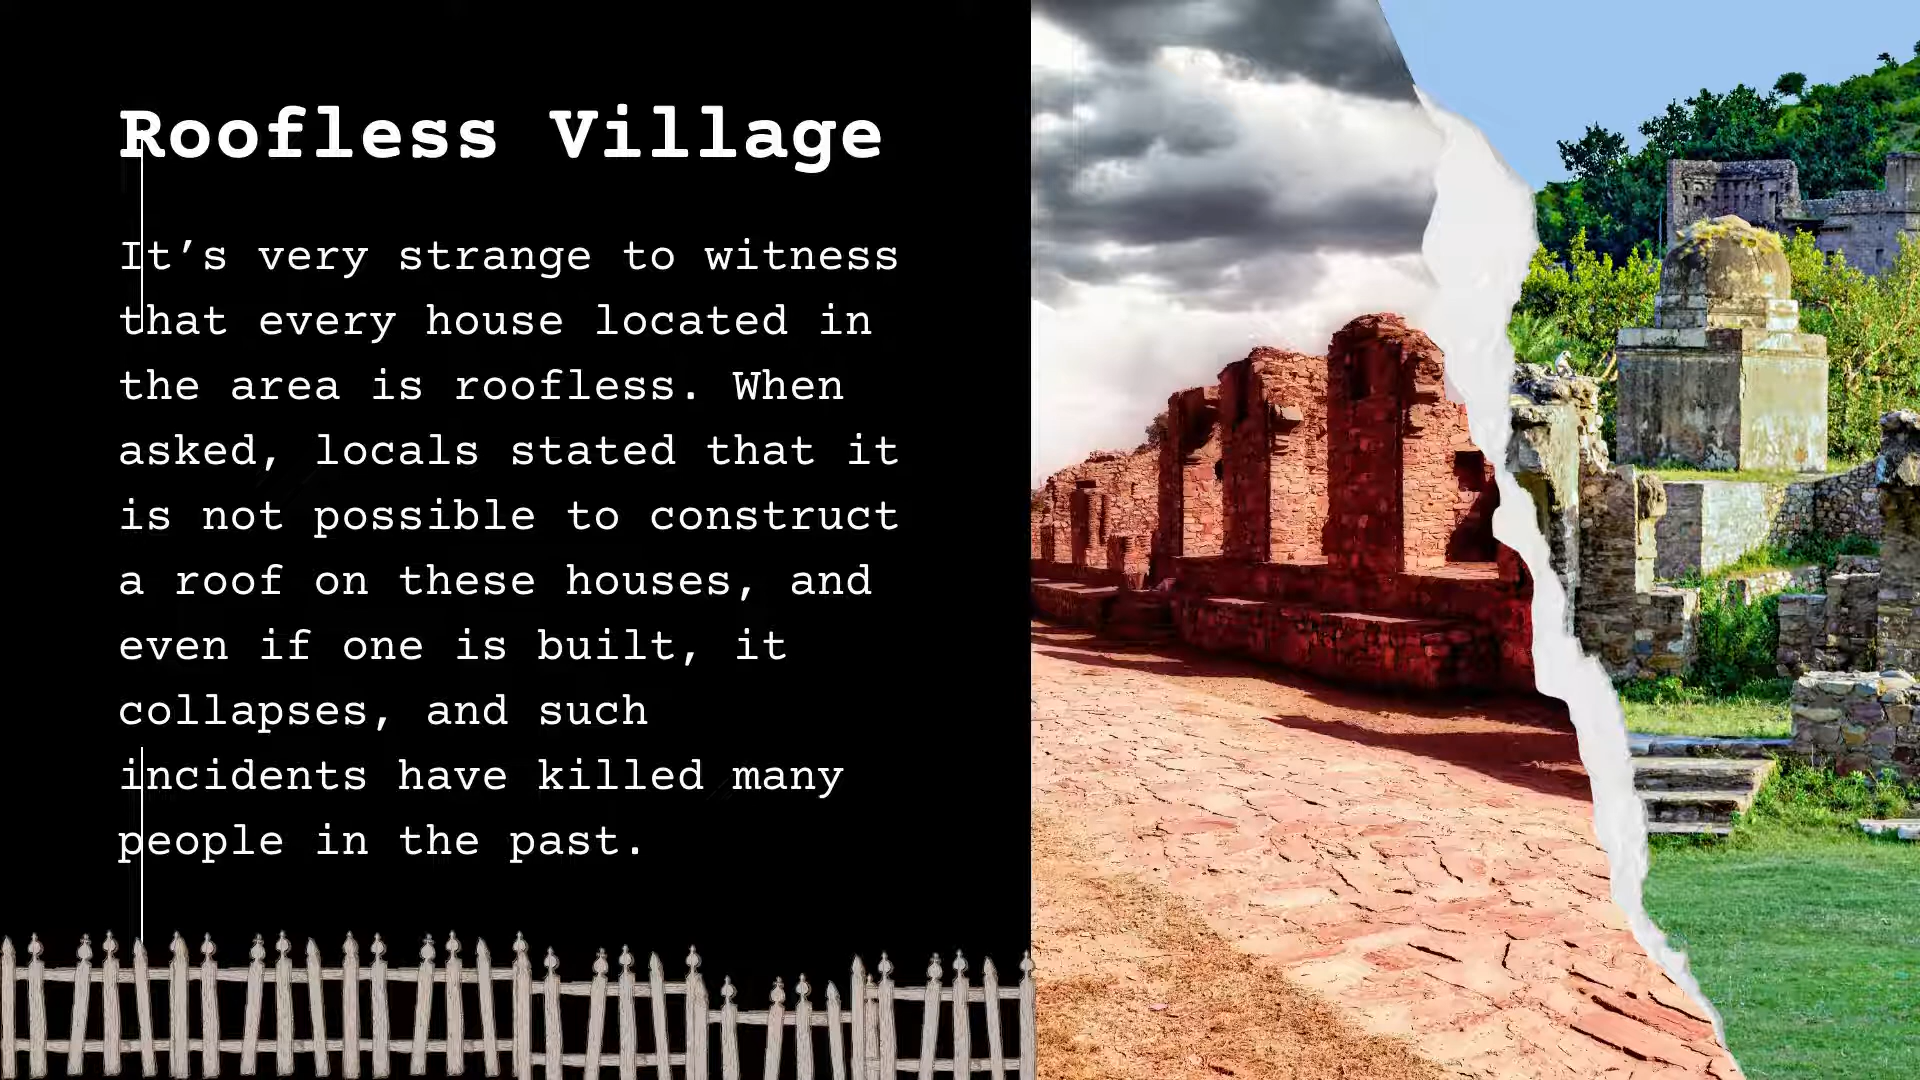 Roofless Village
It’s very strange to witness
that every house located in
the area is roofless. When
asked, locals stated that it
is not possible to construct
a roof on these houses, and
even if one is built, it
collapses, and such
incidents have killed many
people in the past.